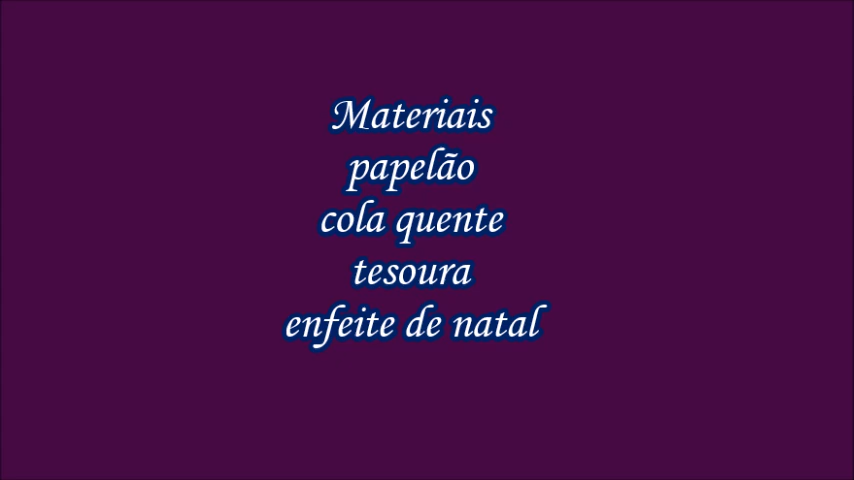 Materiais
papelão
cola quente
tesoura
enfeite de natal